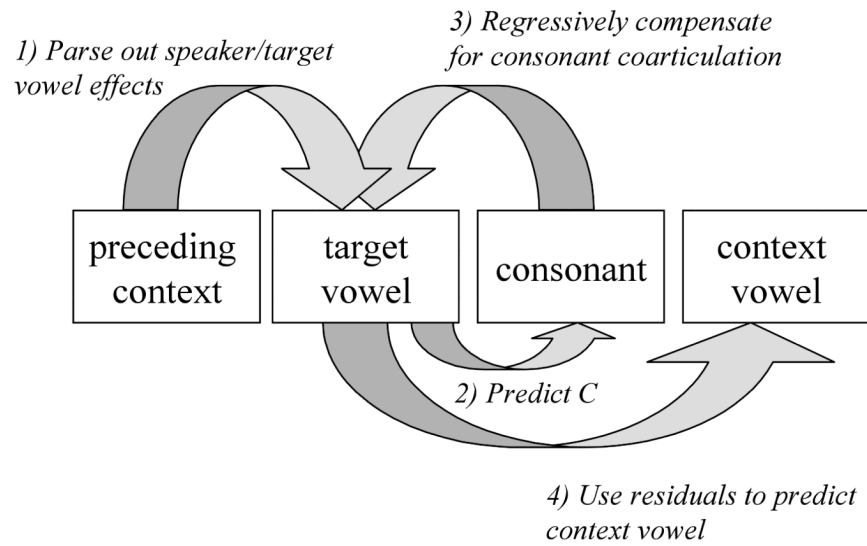 1) Parse out speaker/target
vowel effects
3) Regressively compensate
for consonant coarticulation
preceding
context
target
vowel
consonant
context
vowel
2) Predict C
4) Use residuals to predict
context vowel